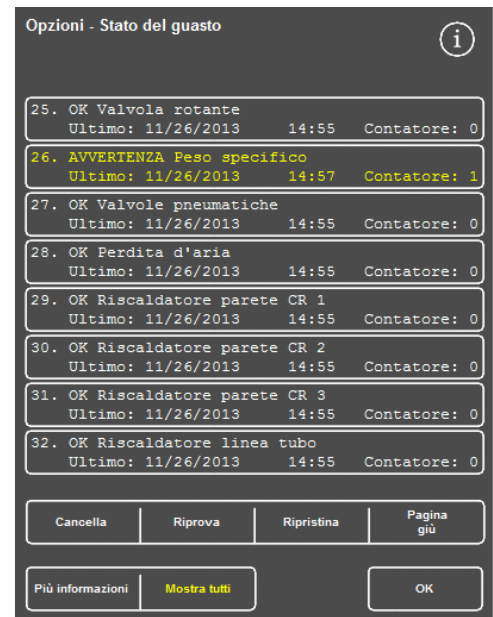 Opzioni - Stato del guasto
i
25. OK Valvola rotante
Ultimo: 11/26/2013 14:55 Contatore: 0
26. AVVERTENZA Peso specifico
Ultimo: 11/26/2013 14:57 Contatore: 1
27. OK Valvole pneumatiche
Ultimo: 11/26/2013 14:55 Contatore: 0
28. OK Perdita d'aria
Ultimo: 11/26/2013 14:55 Contatore: 0
29. OK Riscaldatore parete CR 1
Ultimo: 11/26/2013 14:55 Contatore: 0
30. OK Riscaldatore parete CR 2
Ultimo: 11/26/2013 14:55 Contatore: 0
31. OK Riscaldatore parete CR 3
Ultimo: 11/26/2013 14:55 Contatore: 0
32. OK Riscaldatore linea tubo
Ultimo: 11/26/2013 14:55 Contatore: 0
Cancella
Riprova
Ripristina
Pagina
giù
Più informazioni
Mostra tutti
OK